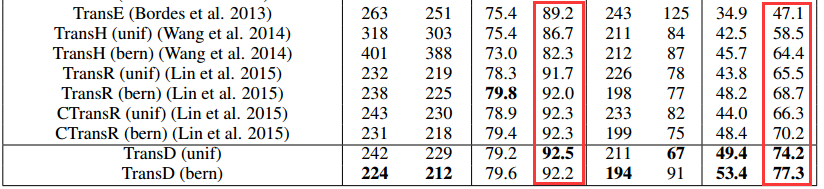 TransE (Bordes et al. 2013) 263 251 75.4 89.2 243 125 34.9 47.1
TransH (unif) (Wang et al. 2014) 318 303 75.4 86.7 211 84 42.5 58.5
TransH (bern) (Wang et al. 2014) 401 388 73.0 82.3 212 87 45.7 64.4
TransR (unif) (Lin et al. 2015) 232 219 78.3 91.7 226 78 43.8 65.5
TransR (bern) (Lin et al. 2015) 238 225 79.8 92.0 198 77 48.2 68.7
CTransR (unif) (Lin et al. 2015) 243 230 78.9 92.3 233 82 44.0 66.3
CTransR (bern) (Lin et al. 2015) 231 218 79.4 92.3 199 75 48.4 70.2
TransD (unif) 242 229 79.2 92.5 211 67 49.4 74.2
TransD (bern) 224 212 79.6 92.2 194 91 53.4 77.3